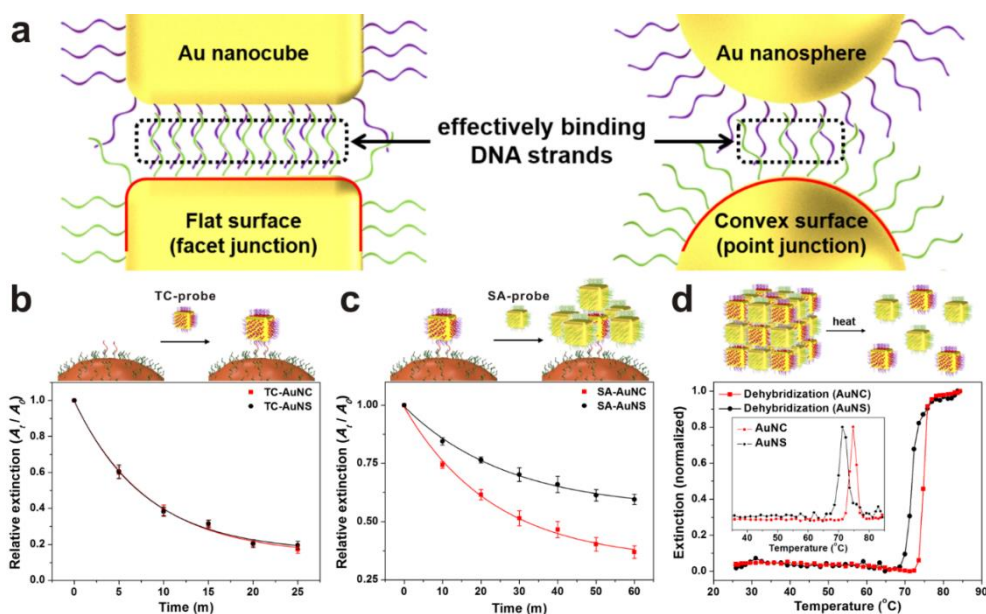 a
Au nanocube
Au nanosphere
effectively binding
DNA strands
Flat surface
(facet junction)
Convex surface
(point junction)
b
TC-probe
TC-AuNC
TC-AuNS
Relative extinction (At / A0)
1.0
0.8
0.6
0.4
0.2
0.0
0 5 10 15 20 25
Time (m)
c
SA-probe
SA-AuNC
SA-AuNS
Relative extinction (At / A0)
1.00
0.75
0.50
0.25
0 10 20 30 40 50 60
Time (m)
d
heat
Dehybridization (AuNC)
Dehybridization (AuNS)
AuNC
AuNS
40 50 60 70 80
Temperature (°C)
Extinction (normalized)
1.0
0.8
0.6
0.4
0.2
0.0
20 30 40 50 60 70 80 90
Temperature (°C)